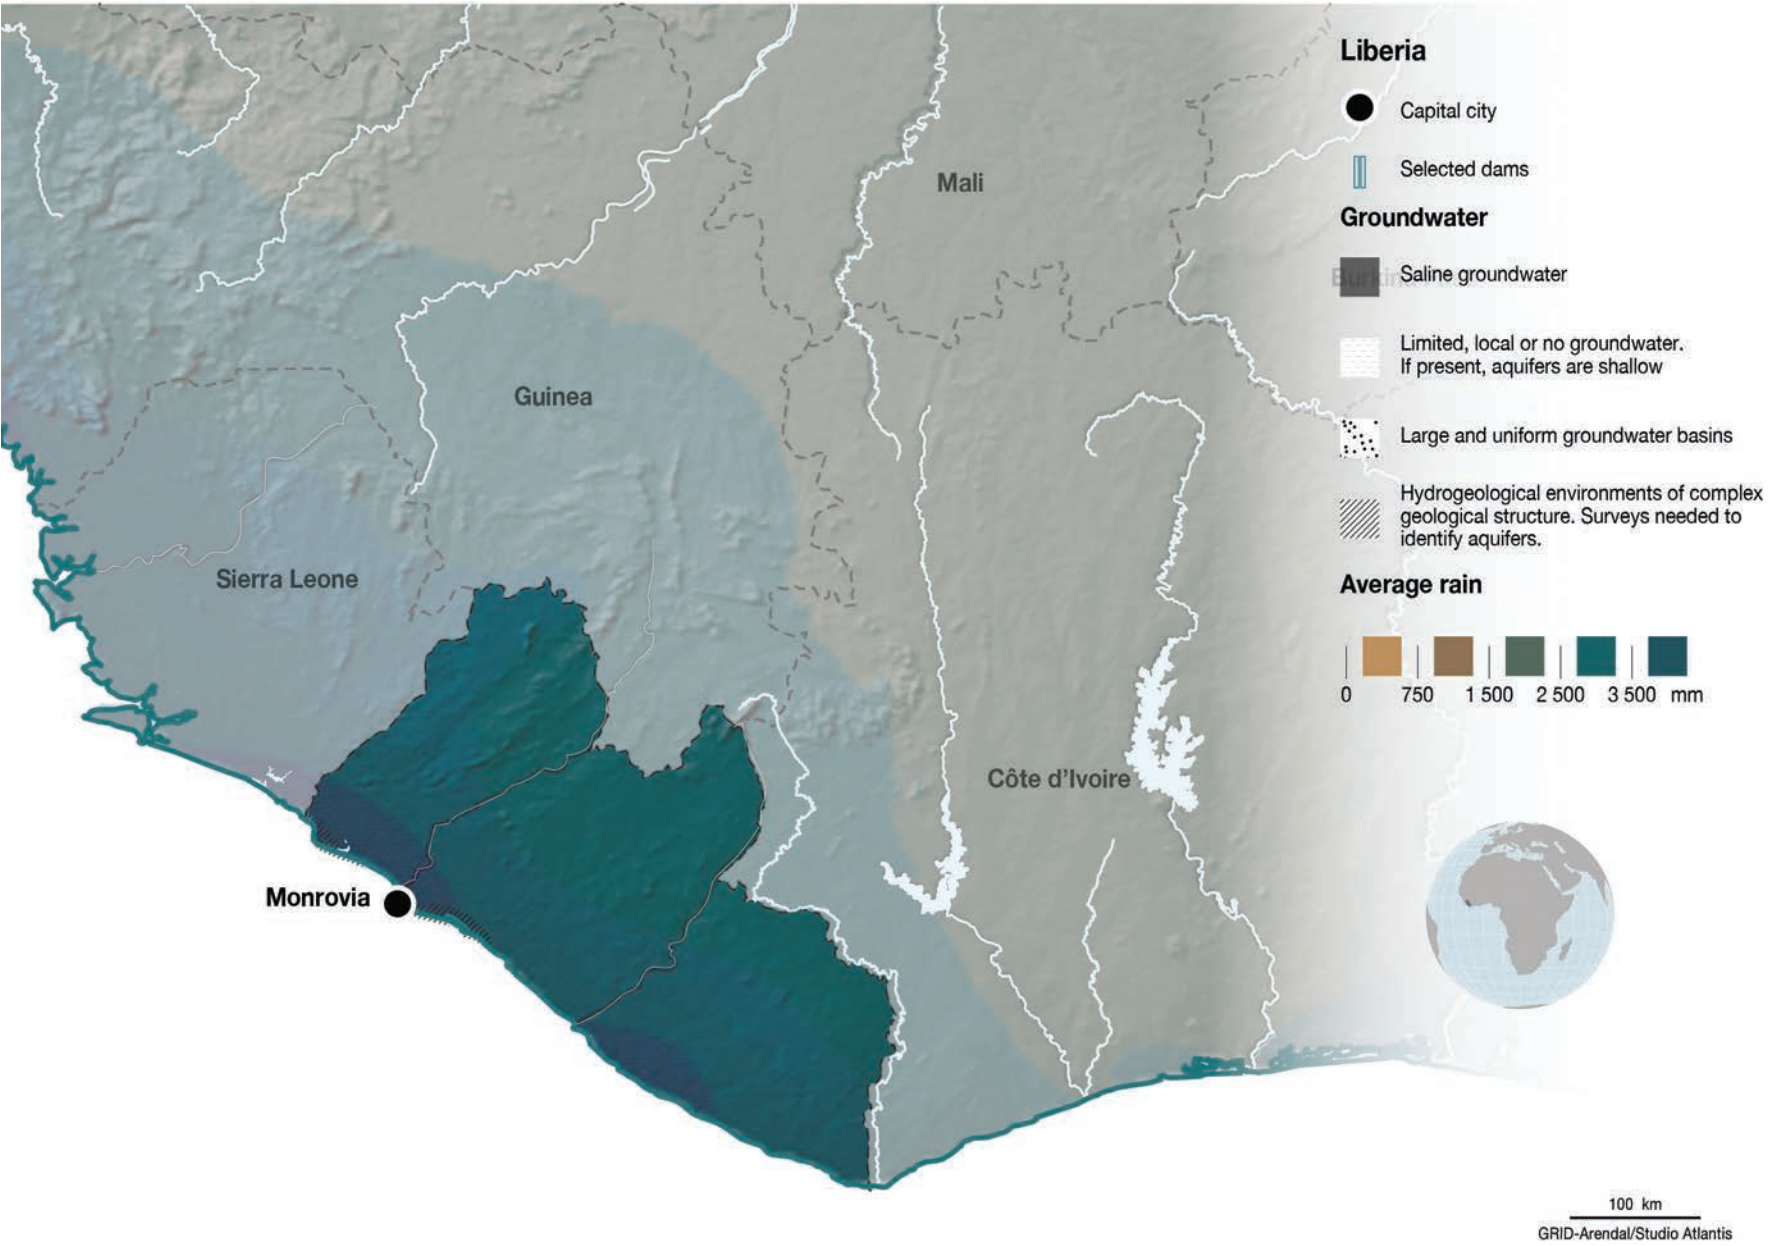 Liberia
Capital city
Selected dams
Groundwater
Saline groundwater
Limited, local or no groundwater.
If present, aquifers are shallow
Large and uniform groundwater basins
Hydrogeological environments of complex
geological structure. Surveys needed to
identify aquifers.
Average rain
0 750 1 500 2 500 3 500 mm
Mali
Guinea
Sierra Leone
Côte d'Ivoire
Monrovia
100 km
GRID-Arendal/Studio Atlantis